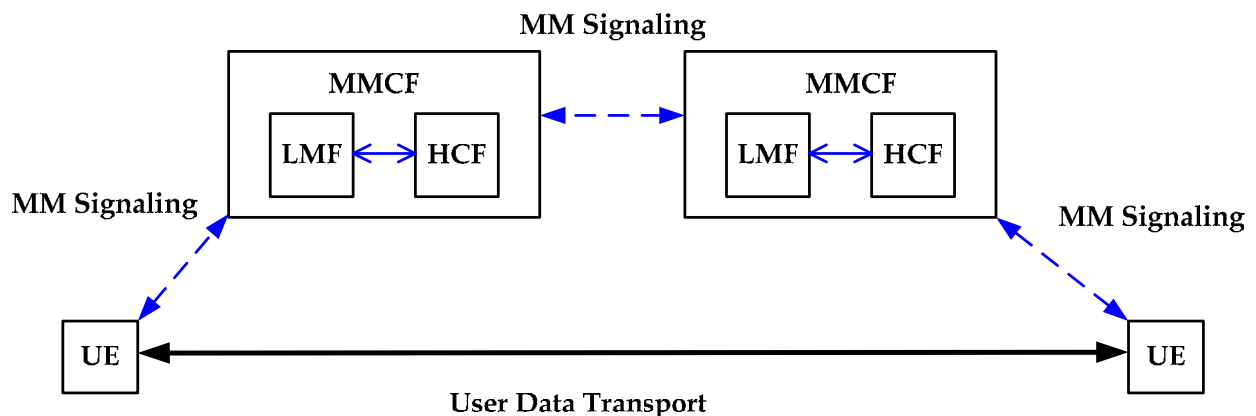 MM Signaling
MMCF
MMCF
LMF
HCF
LMF
HCF
MM Signaling
MM Signaling
UE
UE
User Data Transport